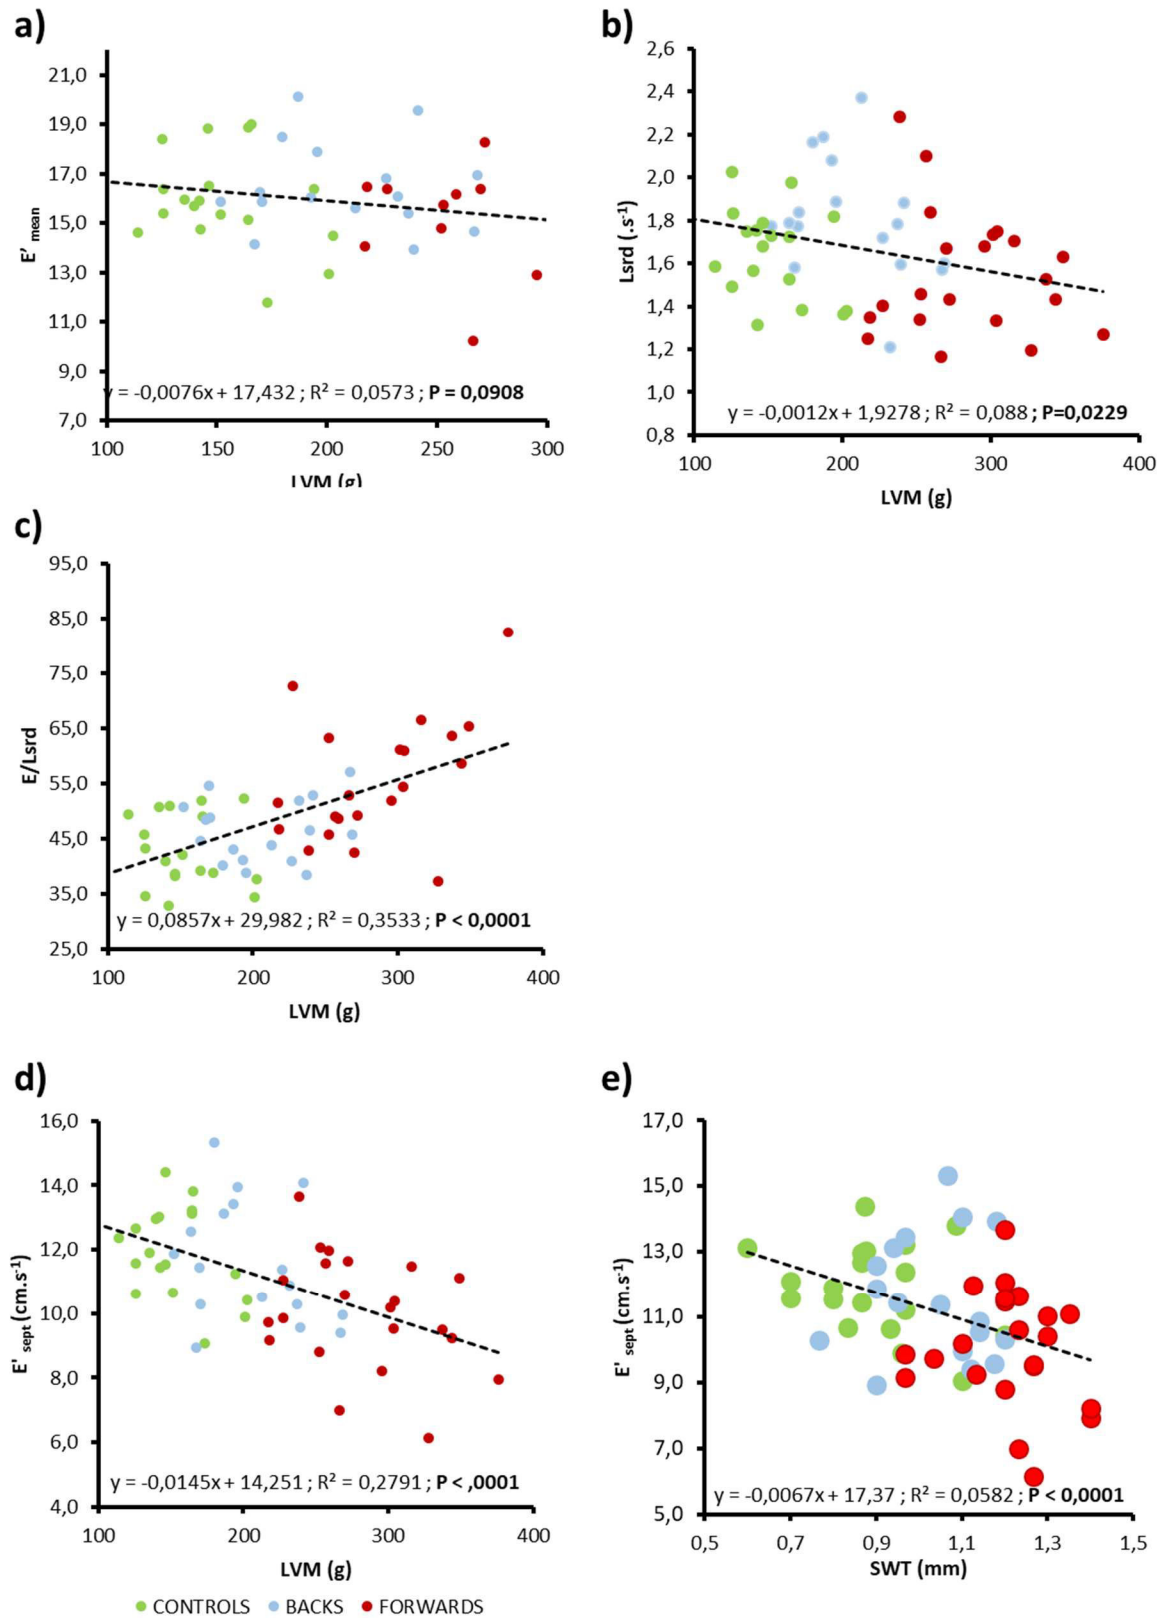 a)
21,0
19,0
17,0
15,0
13,0
11,0
9,0
7,0
E' mean
y = -0,0076x + 17,432 ; R² = 0,0573 ; P = 0,0908
100 150 200 250 300
LVM (g)
b)
2,6
2,4
2,2
2,0
1,8
1,6
1,4
1,2
1,0
0,8
Lsrd (.s-1)
y = -0,0012x + 1,9278 ; R² = 0,088 ; P=0,0229
100 200 300 400
LVM (g)
c)
95,0
85,0
75,0
65,0
55,0
45,0
35,0
25,0
E/Lsrd
y = 0,0857x + 29,982 ; R² = 0,3533 ; P < 0,0001
100 200 300 400
LVM (g)
d)
16,0
14,0
12,0
10,0
8,0
6,0
4,0
E' sept (cm.s-1)
y = -0,0145x + 14,251 ; R² = 0,2791 ; P < ,0001
100 200 300 400
LVM (g)
e)
17,0
15,0
13,0
11,0
9,0
7,0
5,0
E' sept (cm.s-1)
y = -0,0067x + 17,37 ; R² = 0,0582 ; P < 0,0001
0,5 0,7 0,9 1,1 1,3 1,5
SWT (mm)
CONTROLS BACKS FORWARDS